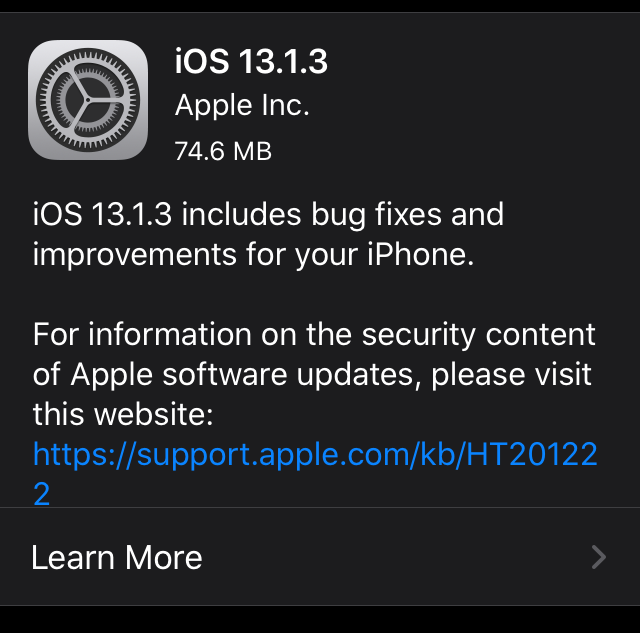 iOS 13.1.3
Apple Inc.
74.6 MB
iOS 13.1.3 includes bug fixes and
improvements for your iPhone.
For information on the security content
of Apple software updates, please visit
this website:
https://support.apple.com/kb/HT20122
2
Learn More